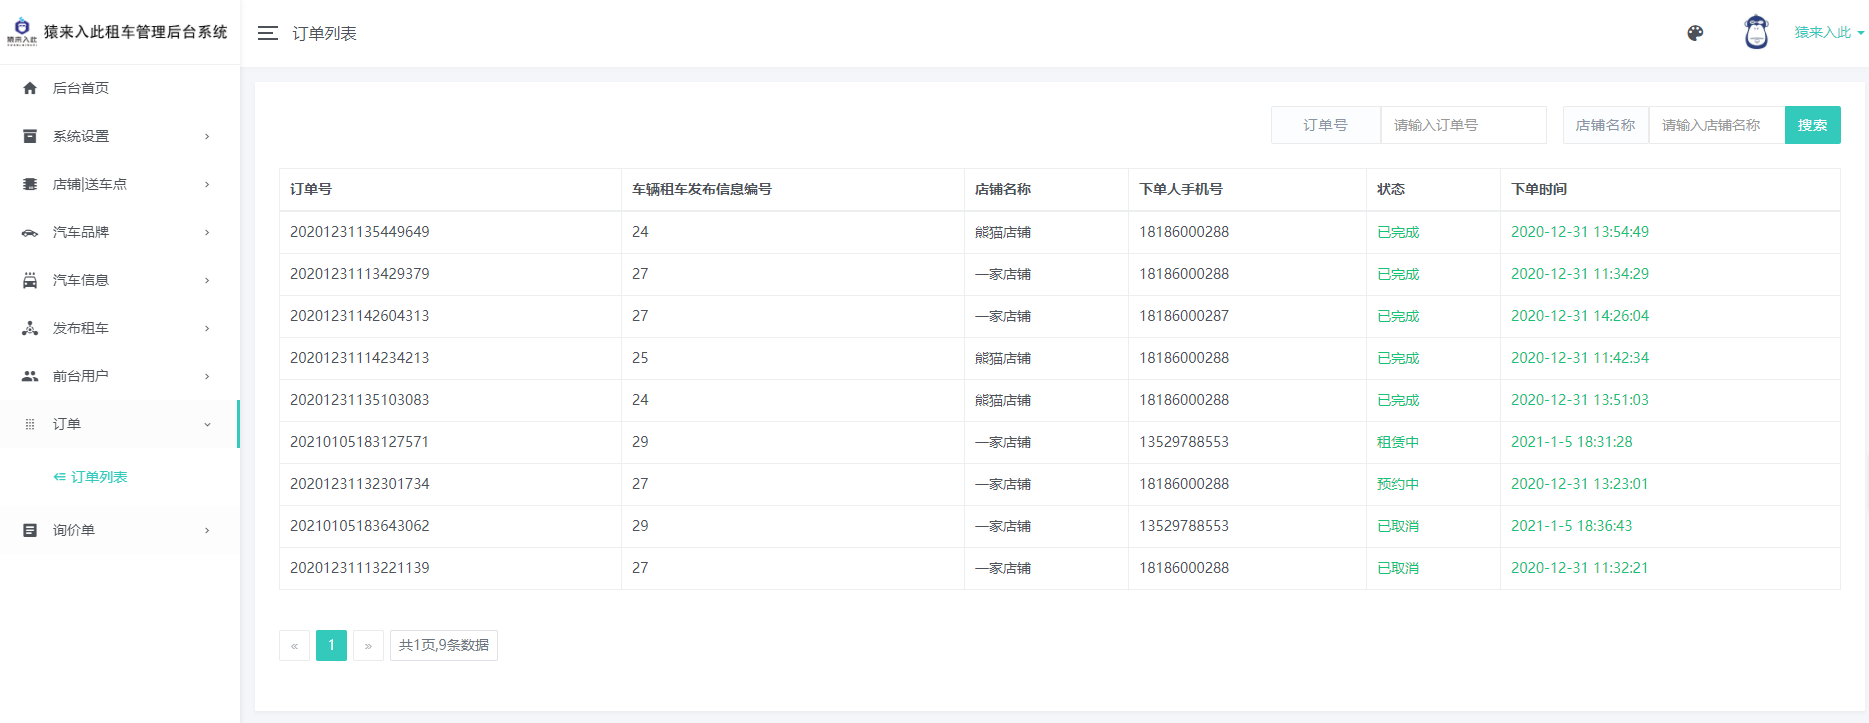 猿来入此租车管理后台系统
订单列表
猿来入此
后台首页
系统设置
店铺|送车点
汽车品牌
汽车信息
发布租车
前台用户
订单
订单列表
询价单
订单号 请输入订单号 店铺名称 请输入店铺名称 搜索
订单号 车辆租车发布信息编号 店铺名称 下单人手机号 状态 下单时间
20201231135449649 24 熊猫店铺 18186000288 已完成 2020-12-31 13:54:49
20201231113429379 27 一家店铺 18186000288 已完成 2020-12-31 11:34:29
20201231142604313 27 一家店铺 18186000287 已完成 2020-12-31 14:26:04
20201231114234213 25 熊猫店铺 18186000288 已完成 2020-12-31 11:42:34
20201231135103083 24 熊猫店铺 18186000288 已完成 2020-12-31 13:51:03
20210105183127571 29 一家店铺 13529788553 租赁中 2021-1-5 18:31:28
20201231132301734 27 一家店铺 18186000288 预约中 2020-12-31 13:23:01
20210105183643062 29 一家店铺 13529788553 已取消 2021-1-5 18:36:43
20201231113221139 27 一家店铺 18186000288 已取消 2020-12-31 11:32:21
« 1 » 共1页,9条数据